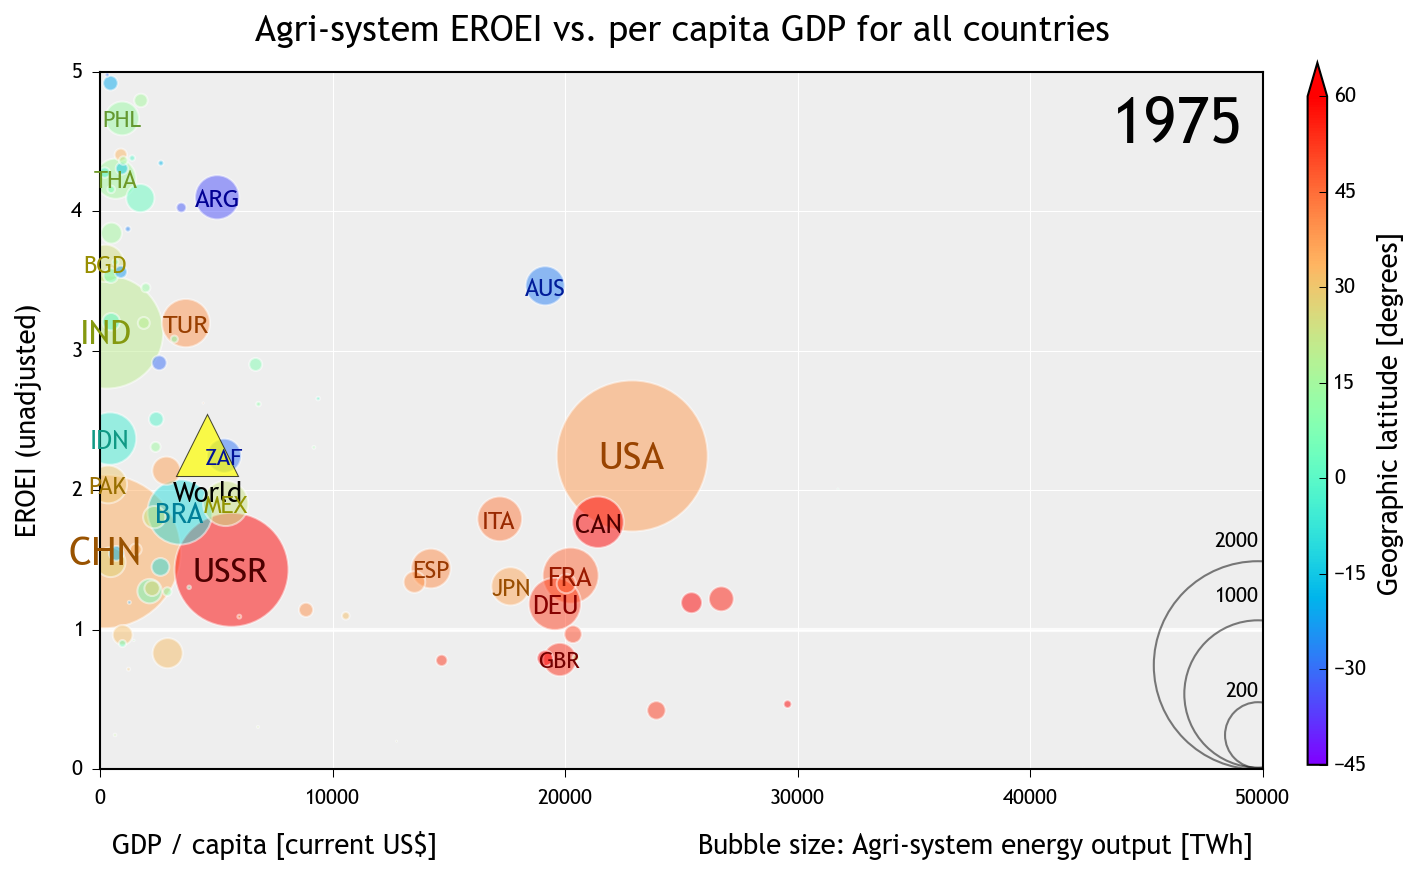 Agri-system EROEI vs. per capita GDP for all countries
1975
EROEI (unadjusted)
5
4
3
2
1
0
PHL
THA
ARG
BGD
AUS
IND
TUR
IDN
ZAF
USA
PAK
World
MEX
BRA
ITA
CAN
CHN
USSR
ESP
FRA
JPN
DEU
GBR
2000
1000
200
0
10000
20000
30000
40000
50000
GDP / capita [current US$]
Bubble size: Agri-system energy output [TWh]
60
45
30
15
0
−15
−30
−45
Geographic latitude [degrees]